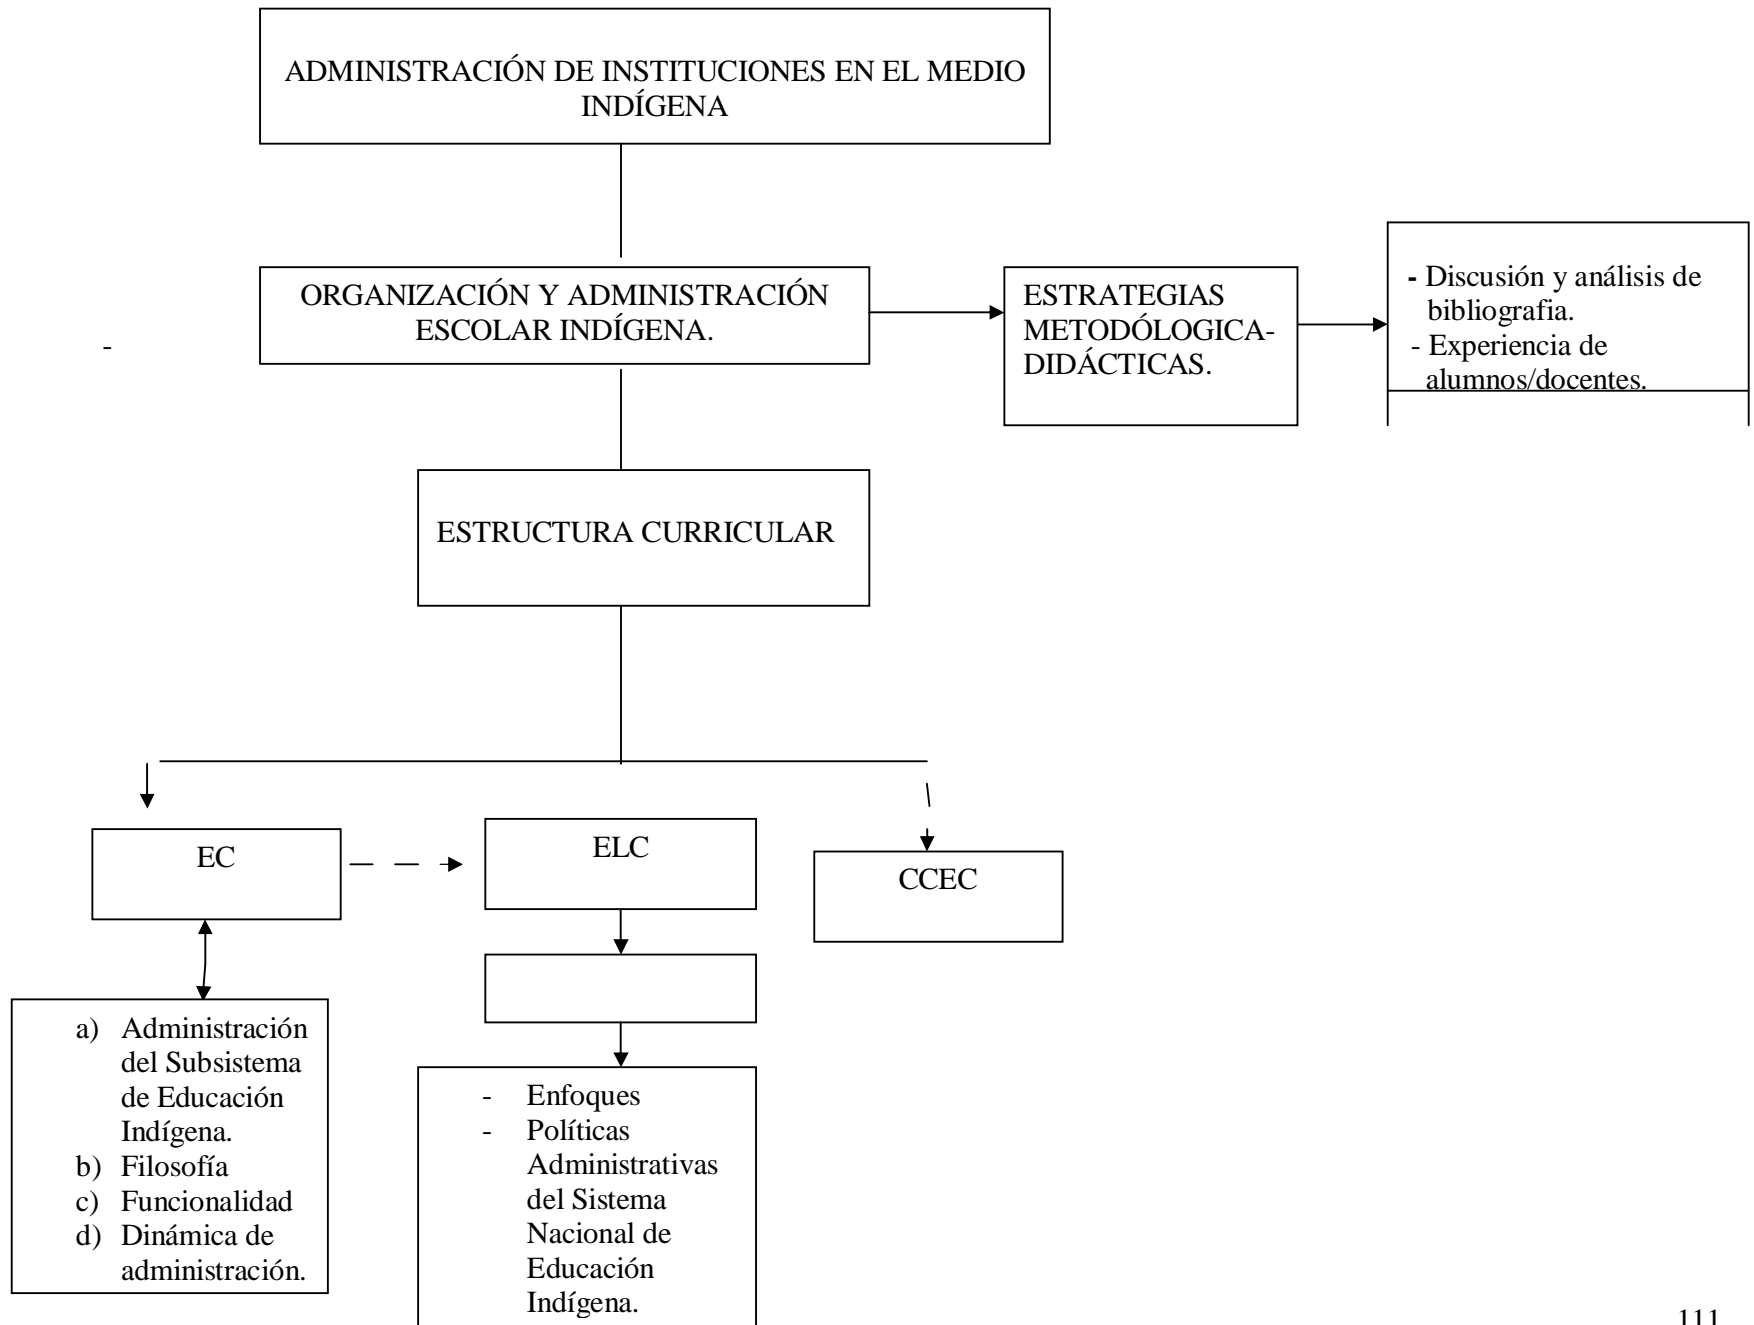 ADMINISTRACIÓN DE INSTITUCIONES EN EL MEDIO
INDÍGENA
ORGANIZACIÓN Y ADMINISTRACIÓN
ESCOLAR INDÍGENA.
-
ESTRATEGIAS
METODÓLOGICA-
DIDÁCTICAS.
- Discusión y análisis de
bibliografia.
- Experiencia de
alumnos/docentes.
ESTRUCTURA CURRICULAR
EC
ELC
CCEC
a) Administración
del Subsistema
de Educación
Indígena.
b) Filosofía
c) Funcionalidad
d) Dinámica de
administración.
- Enfoques
- Políticas
Administrativas
del Sistema
Nacional de
Educación
Indígena.
111